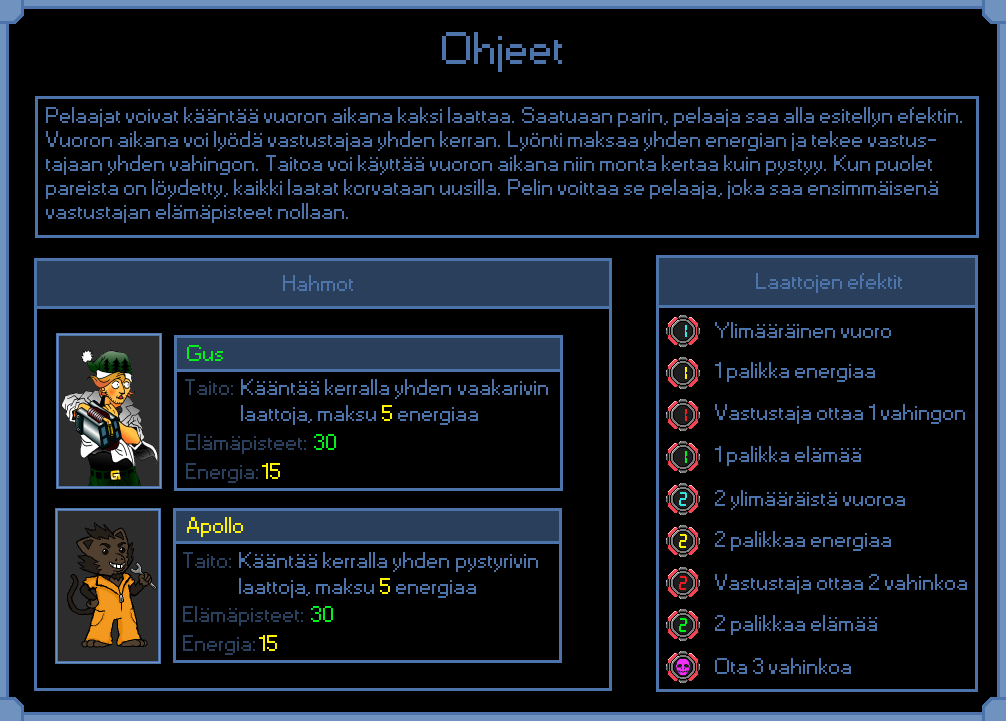 Ohjeet
Pelaajat voivat kääntää vuoron aikana kaksi laattaa. Saatuaan parin, pelaaja saa alla esitellyn efektin.
Vuoron aikana voi lyödä vastustajaa yhden kerran. Lyönti maksaa yhden energian ja tekee vastus-
tajaan yhden vahingon. Taitoa voi käyttää vuoron aikana niin monta kertaa kuin pystyy. Kun puolet
pareista on löydetty, kaikki laatat korvataan uusilla. Pelin voittaa se pelaaja, joka saa ensimmäisenä
vastustajan elämäpisteet nollaan.
Hahmot
G
Gus
Taito: Kääntää kerralla yhden vaakarivin
laattoja, maksu 5 energiaa
Elämäpisteet: 30
Energia: 15
Apollo
Taito: Kääntää kerralla yhden pystyrivin
laattoja, maksu 5 energiaa
Elämäpisteet: 30
Energia: 15
Laattojen efektit
1 Ylimääräinen vuoro
1 1 palikka energiaa
1 Vastustaja ottaa 1 vahingon
1 1 palikka elämää
2 2 ylimääräistä vuoroa
2 2 palikkaa energiaa
2 Vastustaja ottaa 2 vahinkoa
2 2 palikkaa elämää
Ota 3 vahinkoa